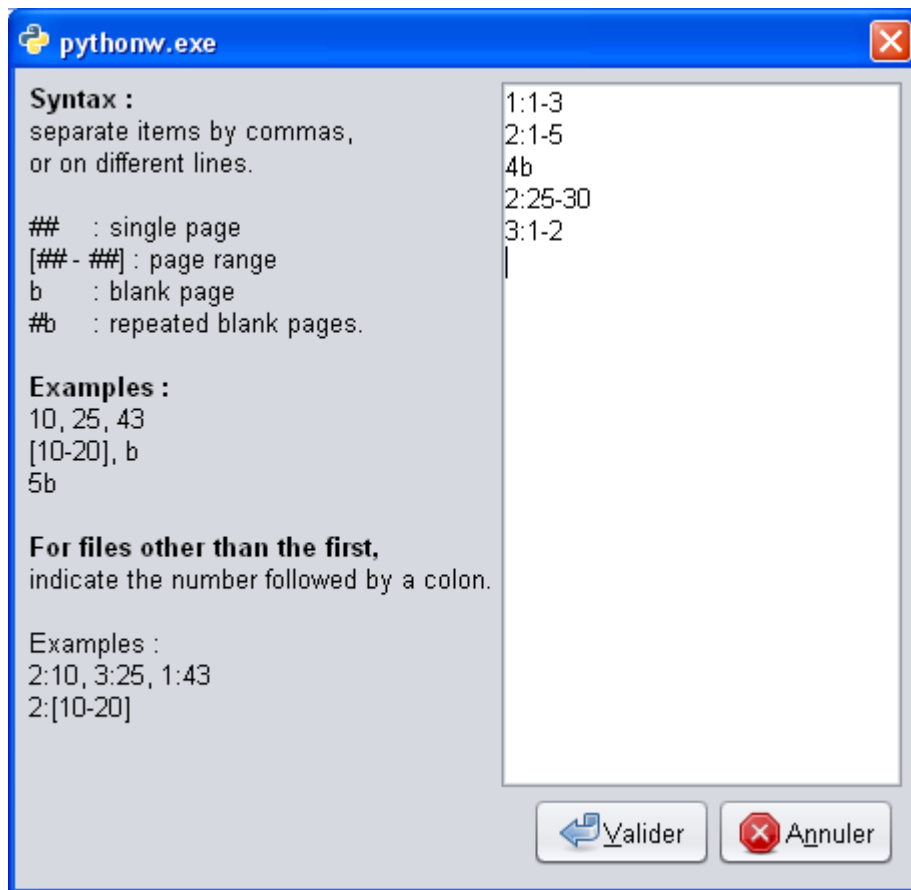 pythonw.exe
Syntax :
separate items by commas,
or on different lines.
## : single page
[## - ##] : page range
b : blank page
#b : repeated blank pages.
Examples :
10, 25, 43
[10-20], b
5b
For files other than the first,
indicate the number followed by a colon.
Examples :
2:10, 3:25, 1:43
2:[10-20]
1:1-3
2:1-5
4b
2:25-30
3:1-2
Valider
Annuler